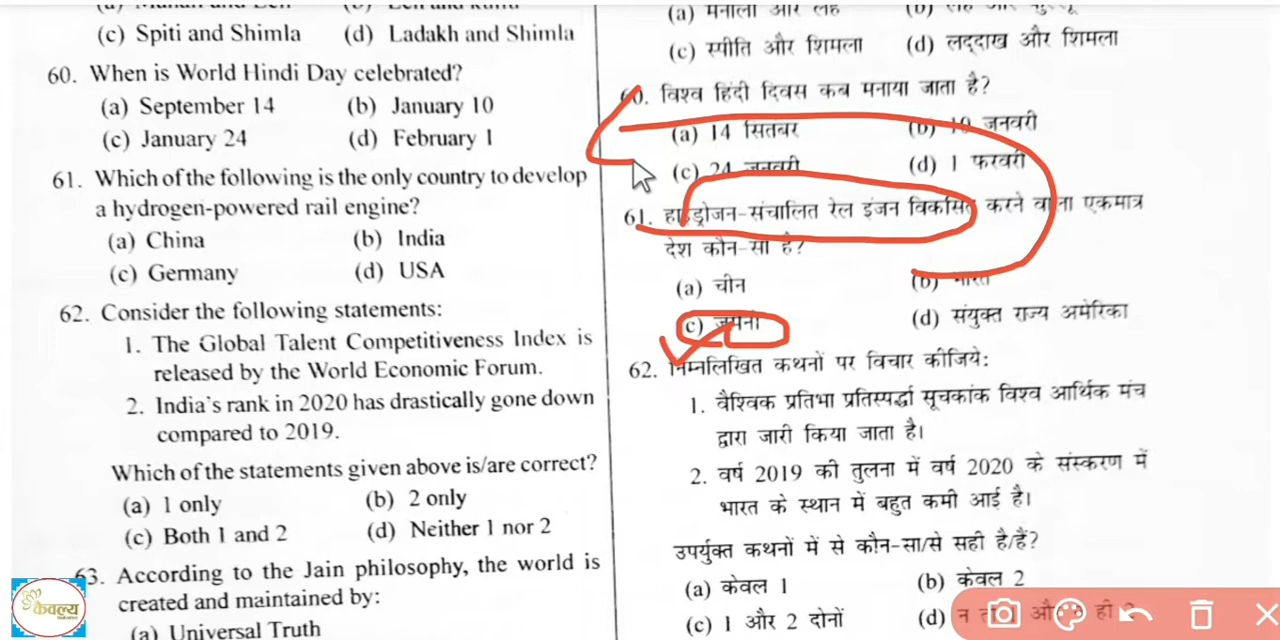 (c) Spiti and Shimla (d) Ladakh and Shimla
60. When is World Hindi Day celebrated?
(a) September 14 (b) January 10
(c) January 24 (d) February 1
61. Which of the following is the only country to develop
a hydrogen-powered rail engine?
(a) China (b) India
(c) Germany (d) USA
62. Consider the following statements:
1. The Global Talent Competitiveness Index is
released by the World Economic Forum.
2. India's rank in 2020 has drastically gone down
compared to 2019.
Which of the statements given above is/are correct?
(a) 1 only (b) 2 only
(c) Both 1 and 2 (d) Neither 1 nor 2
63. According to the Jain philosophy, the world is
created and maintained by:
(a) Universal Truth
(c) स्पीति और शिमला (d) लद्दाख और शिमला
60. विश्व हिंदी दिवस कब मनाया जाता है?
(a) 14 सितंबर (b) 10 जनवरी
(c) 24 जनवरी (d) 1 फरवरी
61. हाइड्रोजन-संचालित रेल इंजन विकसित करने वाला एकमात्र
देश कौन-सा है?
(a) चीन (b) भारत
(c) जर्मनी (d) संयुक्त राज्य अमेरिका
62. निम्नलिखित कथनों पर विचार कीजिये:
1. वैश्विक प्रतिभा प्रतिस्पर्द्धा सूचकांक विश्व आर्थिक मंच
द्वारा जारी किया जाता है।
2. वर्ष 2019 की तुलना में वर्ष 2020 के संस्करण में
भारत के स्थान में बहुत कमी आई है।
उपर्युक्त कथनों में से कौन-सा/से सही है/हैं?
(a) केवल 1 (b) केवल 2
(c) 1 और 2 दोनों (d) न
कैवल्य